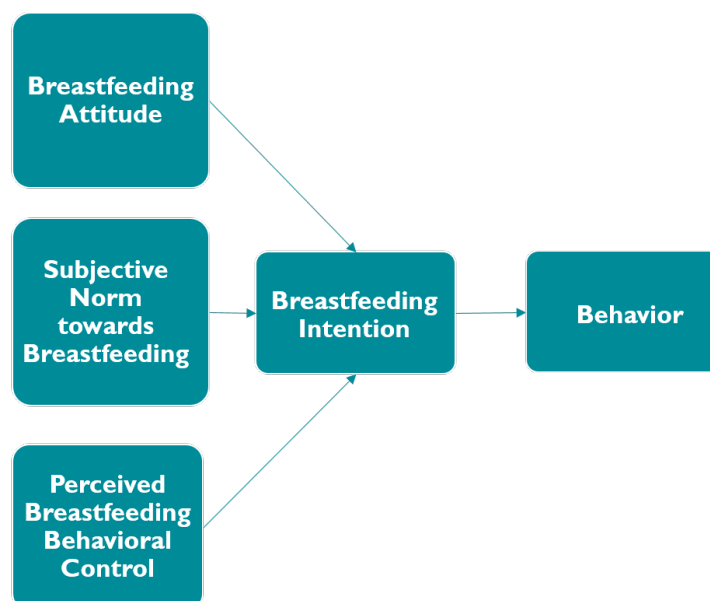 Breastfeeding
Attitude
Subjective
Norm
towards
Breastfeeding
Breastfeeding
Intention
Behavior
Perceived
Breastfeeding
Behavioral
Control